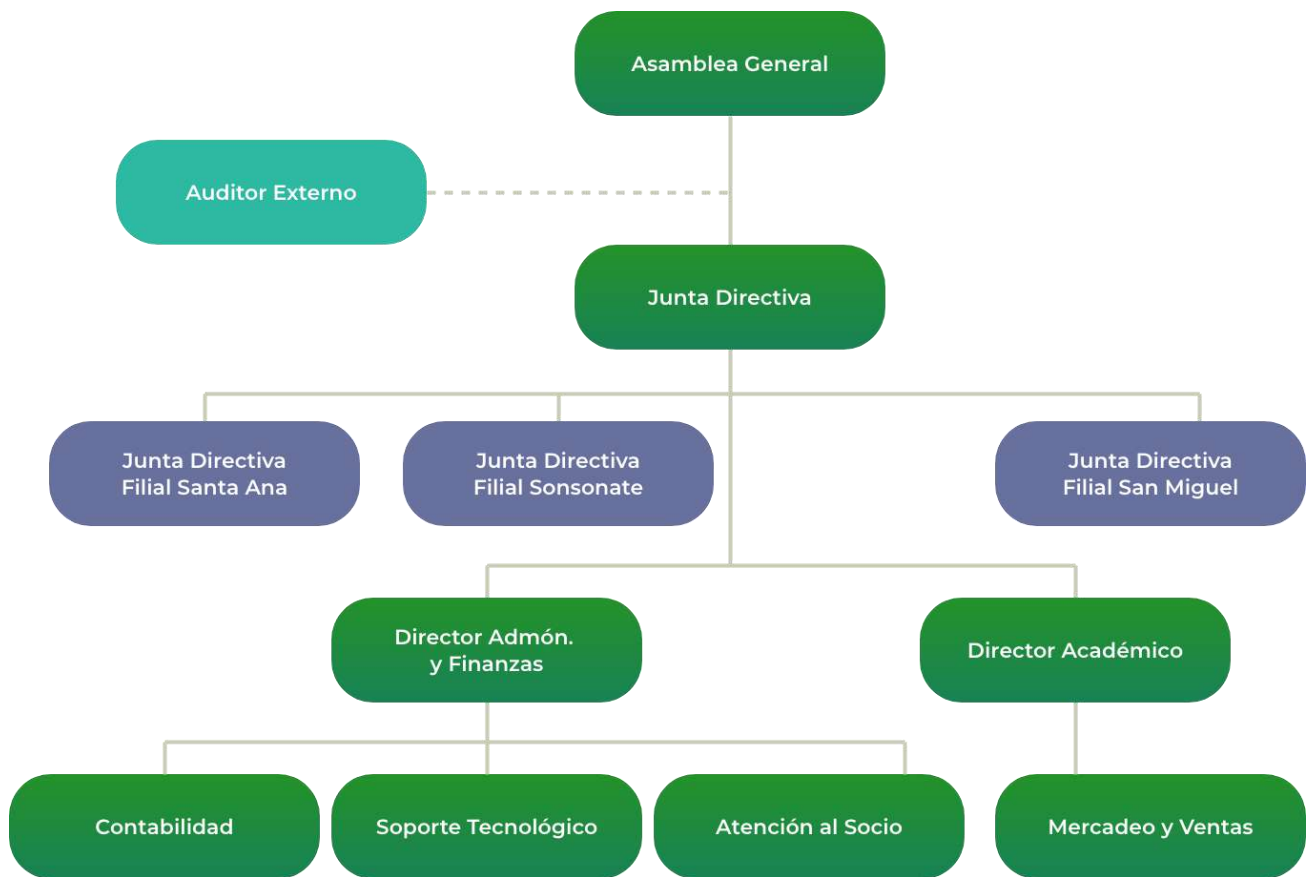 Asamblea General
Auditor Externo
Junta Directiva
Junta Directiva
Filial Santa Ana
Junta Directiva
Filial Sonsonate
Junta Directiva
Filial San Miguel
Director Admón.
y Finanzas
Director Académico
Contabilidad
Soporte Tecnológico
Atención al Socio
Mercadeo y Ventas